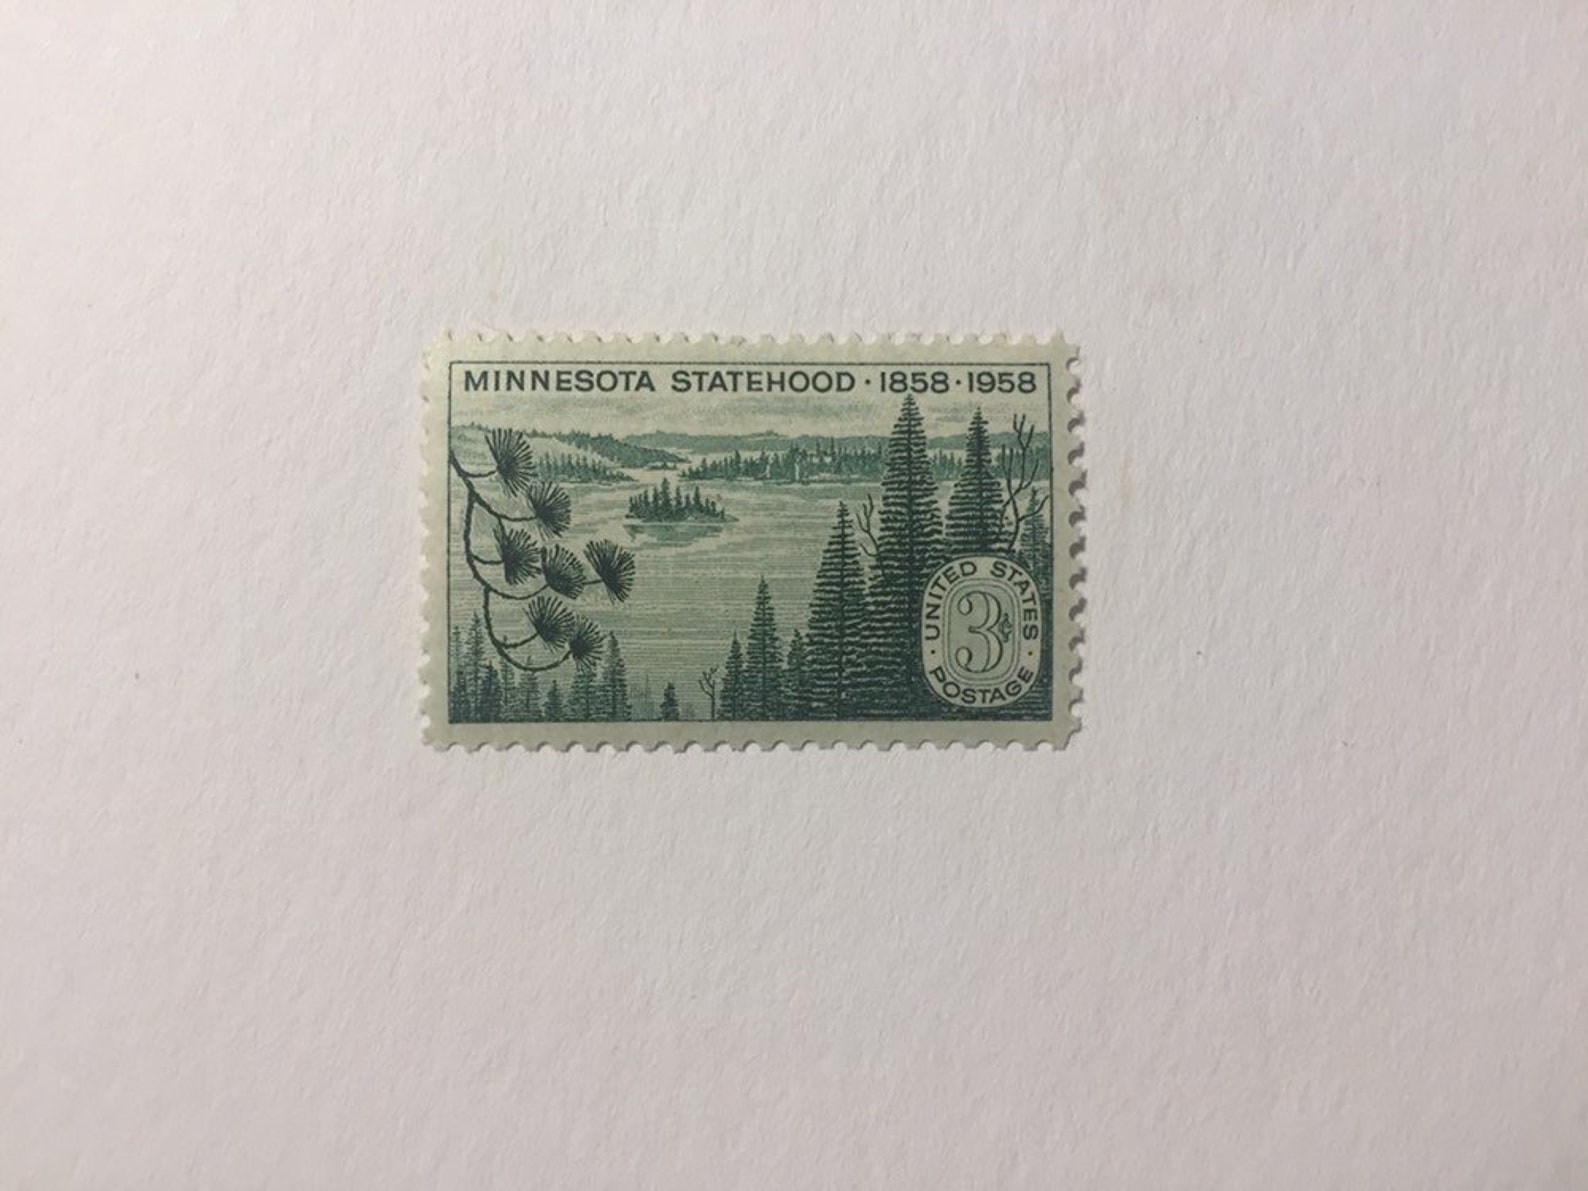 MINNESOTA STATEHOOD · 1858 · 1958
· UNITED STATES ·
3¢
POSTAGE